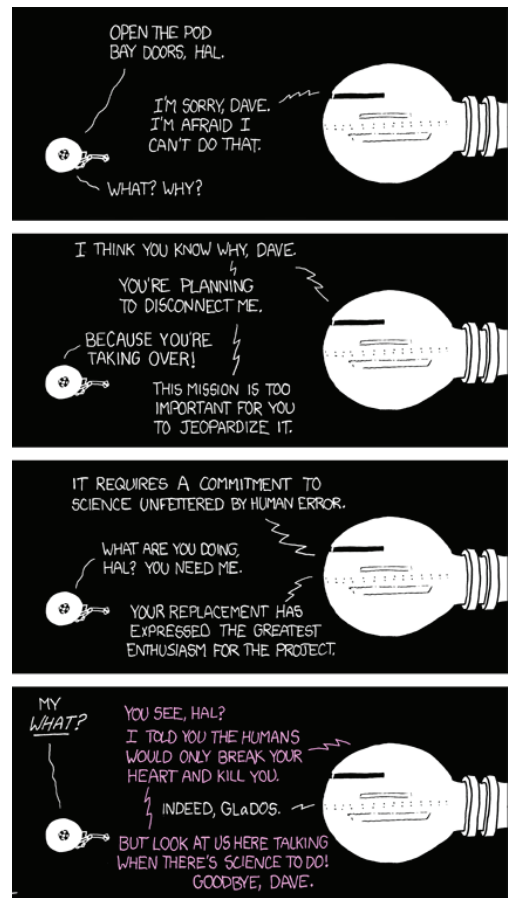 OPEN THE POD
BAY DOORS, HAL.
I'M SORRY, DAVE.
I'M AFRAID I
CAN'T DO THAT.
WHAT? WHY?
I THINK YOU KNOW WHY, DAVE.
YOU'RE PLANNING
TO DISCONNECT ME.
BECAUSE YOU'RE
TAKING OVER!
THIS MISSION IS TOO
IMPORTANT FOR YOU
TO JEOPARDIZE IT.
IT REQUIRES A COMMITMENT TO
SCIENCE UNFETTERED BY HUMAN ERROR.
WHAT ARE YOU DOING,
HAL? YOU NEED ME.
YOUR REPLACEMENT HAS
EXPRESSED THE GREATEST
ENTHUSIASM FOR THE PROJECT.
MY
WHAT?
YOU SEE, HAL?
I TOLD YOU THE HUMANS
WOULD ONLY BREAK YOUR
HEART AND KILL YOU.
INDEED, GLaDOS.
BUT LOOK AT US HERE TALKING
WHEN THERE'S SCIENCE TO DO!
GOODBYE, DAVE.